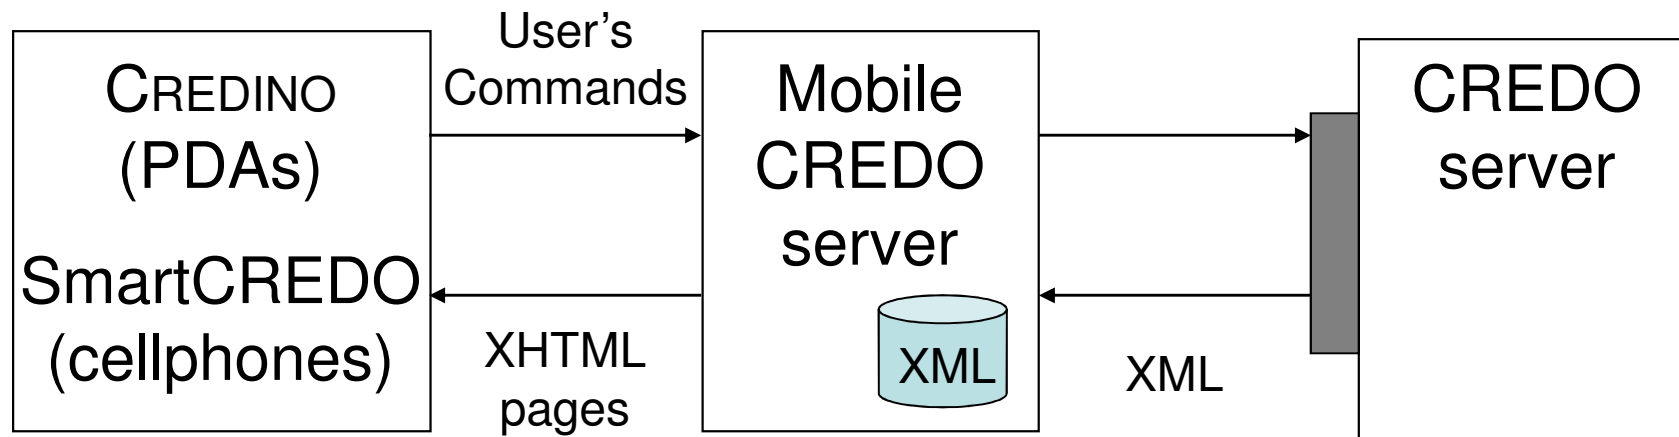 CREDINO
(PDAs)
SmartCREDO
(cellphones)
User's
Commands
XHTML
pages
Mobile
CREDO
server
XML
XML
CREDO
server